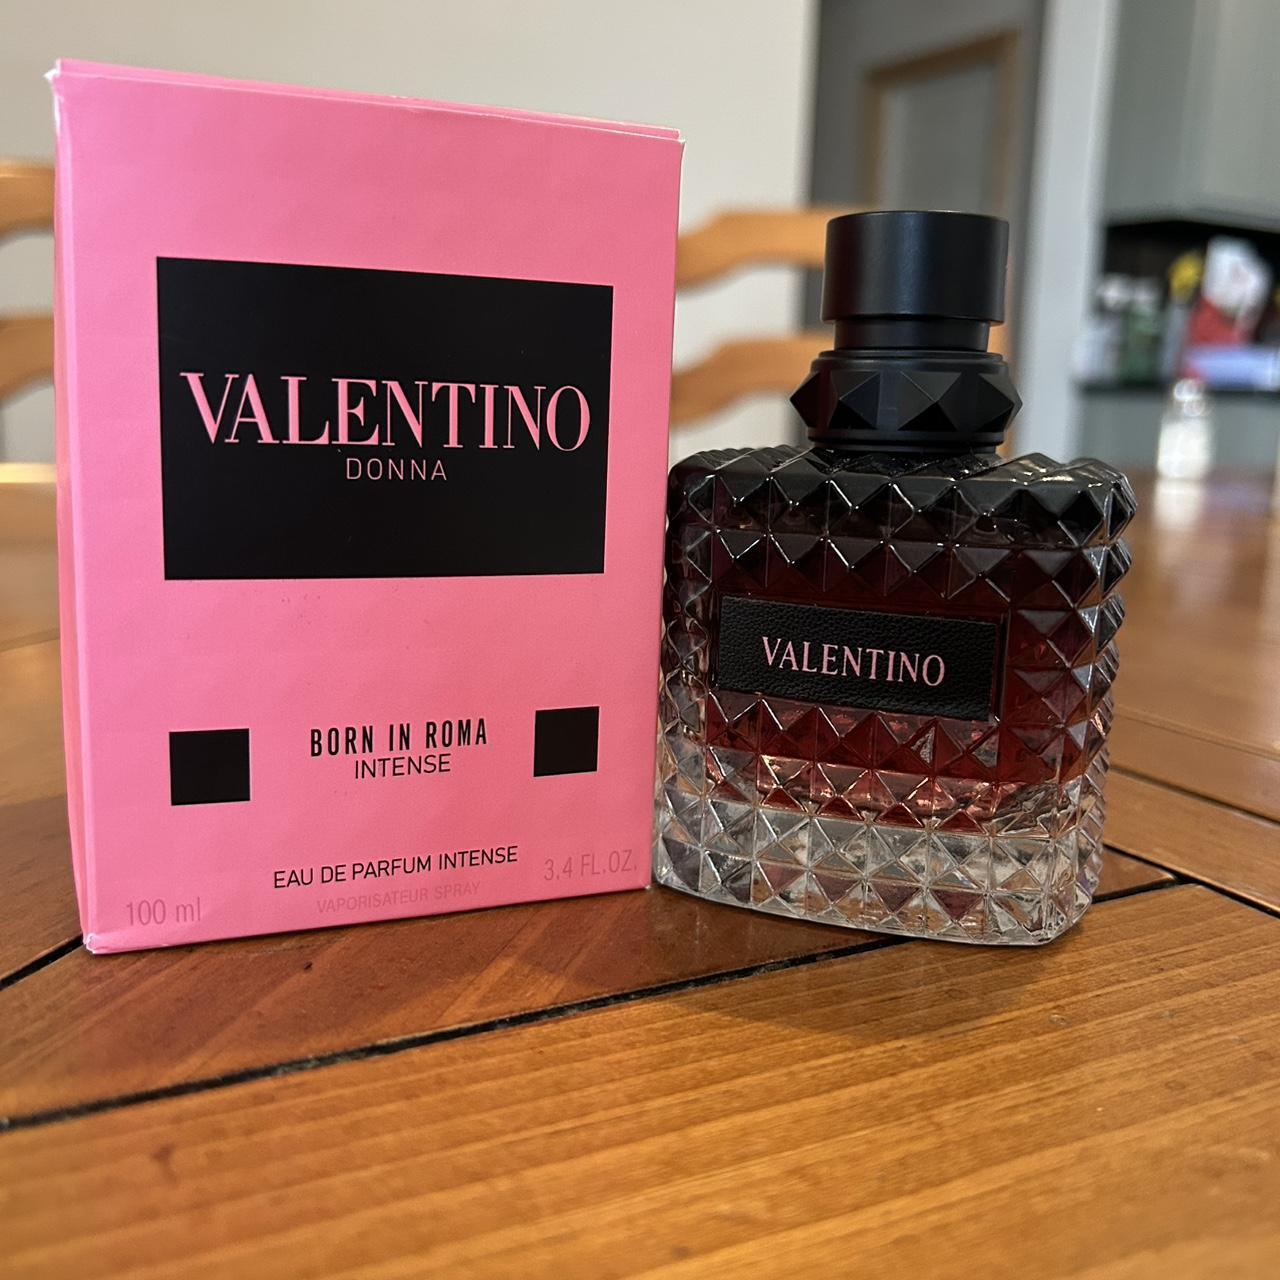 VALENTINO
DONNA
BORN IN ROMA
INTENSE
EAU DE PARFUM INTENSE
VAPORISATEUR SPRAY
100 ml
3.4 FL.OZ.
VALENTINO